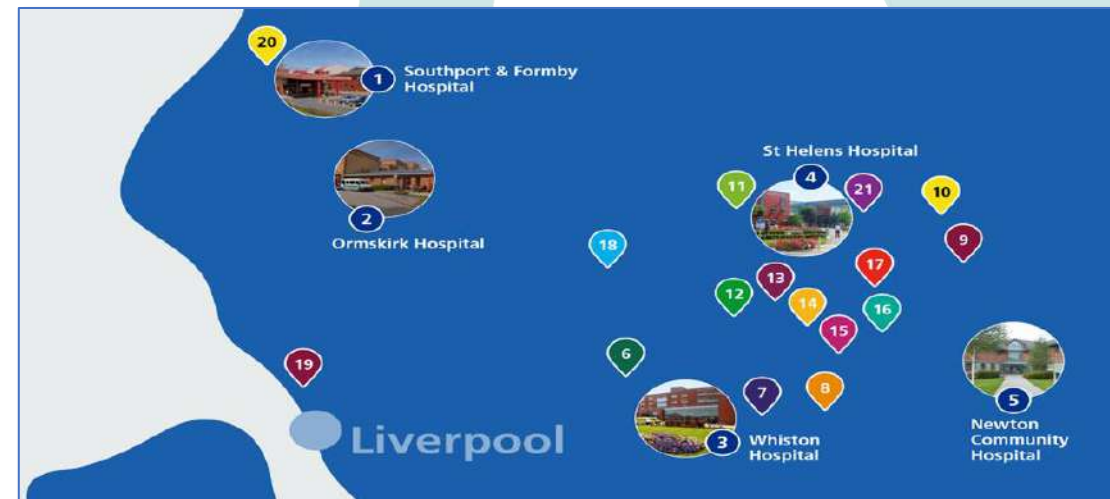 20
1
Southport & Formby
Hospital
2
Ormskirk Hospital
St Helens Hospital
4
11
21
10
9
18
17
13
12
14
16
15
6
19
7
8
5
Newton
Community
Hospital
3
Whiston
Hospital
Liverpool